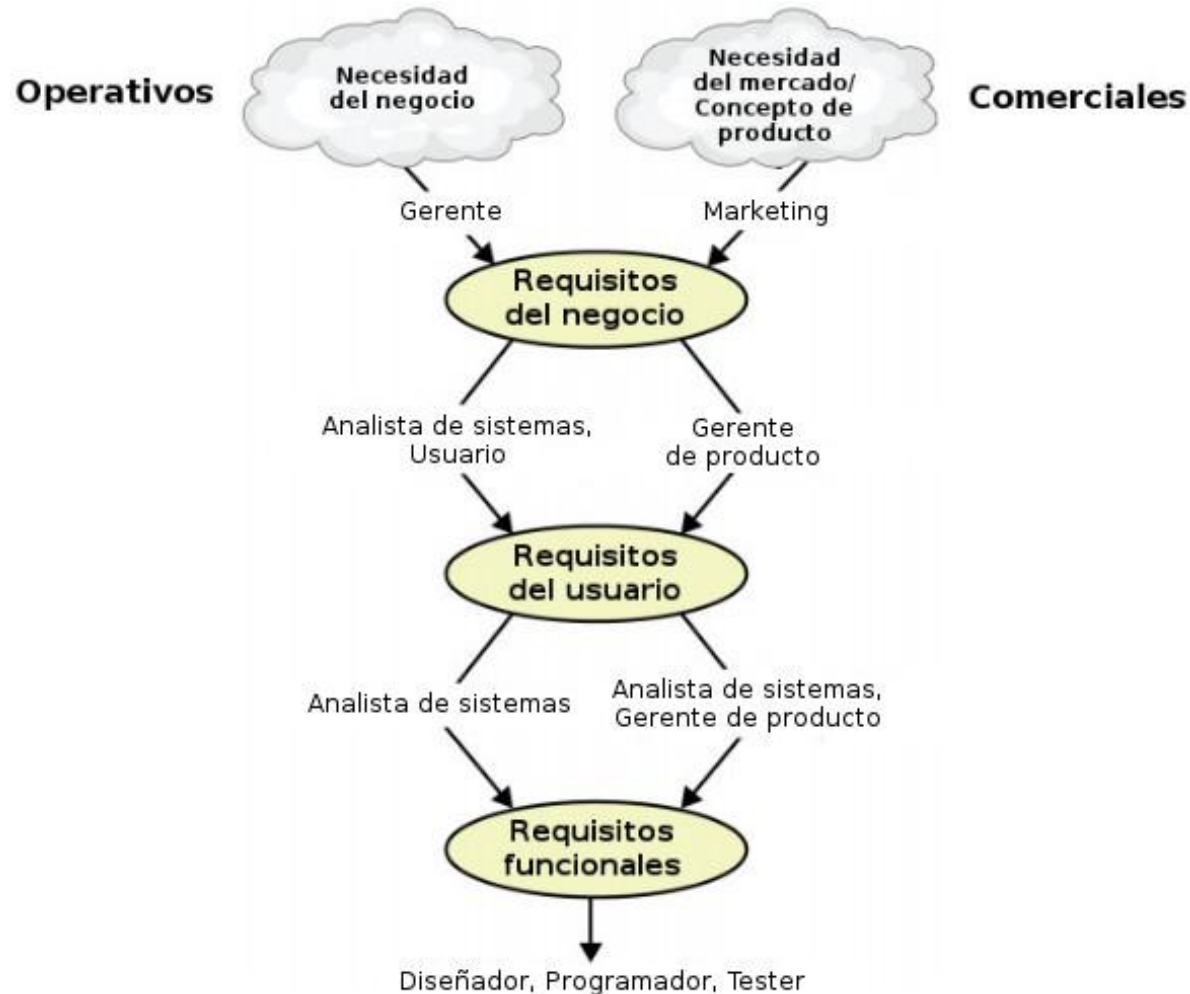 Operativos
Necesidad
del negocio
Necesidad
del mercado/
Concepto de
producto
Comerciales
Gerente
Marketing
Requisitos
del negocio
Analista de sistemas,
Usuario
Gerente
de producto
Requisitos
del usuario
Analista de sistemas
Analista de sistemas,
Gerente de producto
Requisitos
funcionales
Diseñador, Programador, Tester